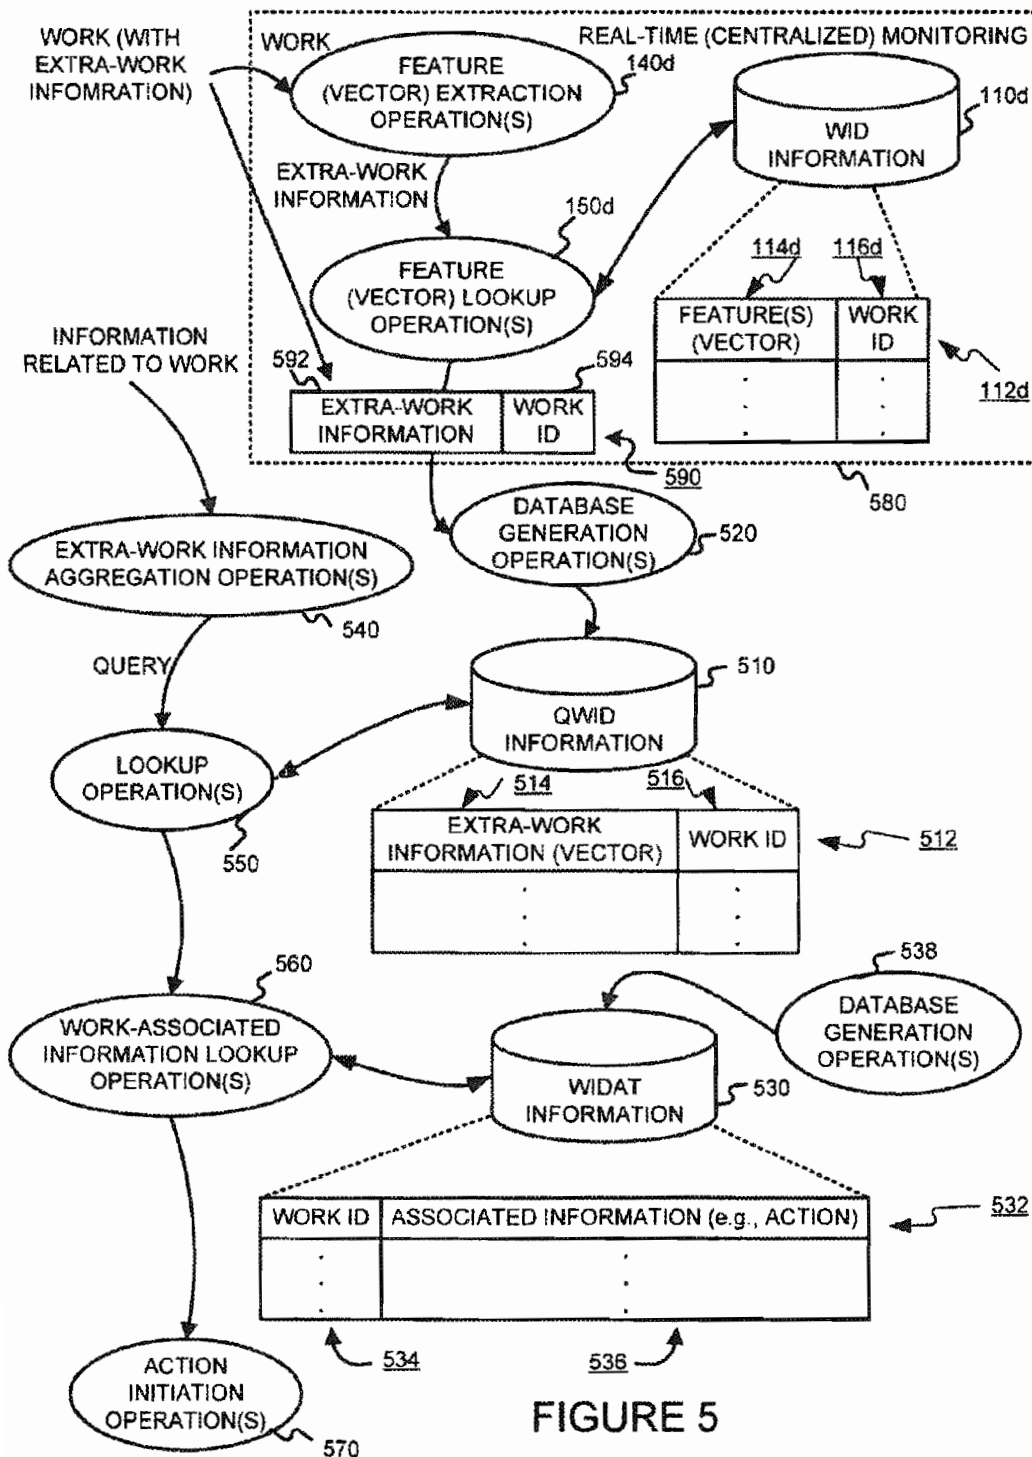 WORK (WITH
EXTRA-WORK
INFOMRATION)
WORK
REAL-TIME (CENTRALIZED) MONITORING
FEATURE
(VECTOR) EXTRACTION
OPERATION(S)
140d
WID
INFORMATION
110d
EXTRA-WORK
INFORMATION
150d
FEATURE
(VECTOR) LOOKUP
OPERATION(S)
114d
116d
FEATURE(S)
(VECTOR)
WORK
ID
112d
INFORMATION
RELATED TO WORK
592
594
EXTRA-WORK
INFORMATION
WORK
ID
590
580
DATABASE
GENERATION
OPERATION(S)
520
EXTRA-WORK INFORMATION
AGGREGATION OPERATION(S)
540
QUERY
QWID
INFORMATION
510
LOOKUP
OPERATION(S)
550
514
516
EXTRA-WORK
INFORMATION (VECTOR)
WORK ID
512
560
WORK-ASSOCIATED
INFORMATION LOOKUP
OPERATION(S)
538
DATABASE
GENERATION
OPERATION(S)
WIDAT
INFORMATION
530
WORK ID
ASSOCIATED INFORMATION (e.g., ACTION)
532
534
536
ACTION
INITIATION
OPERATION(S)
570
FIGURE 5